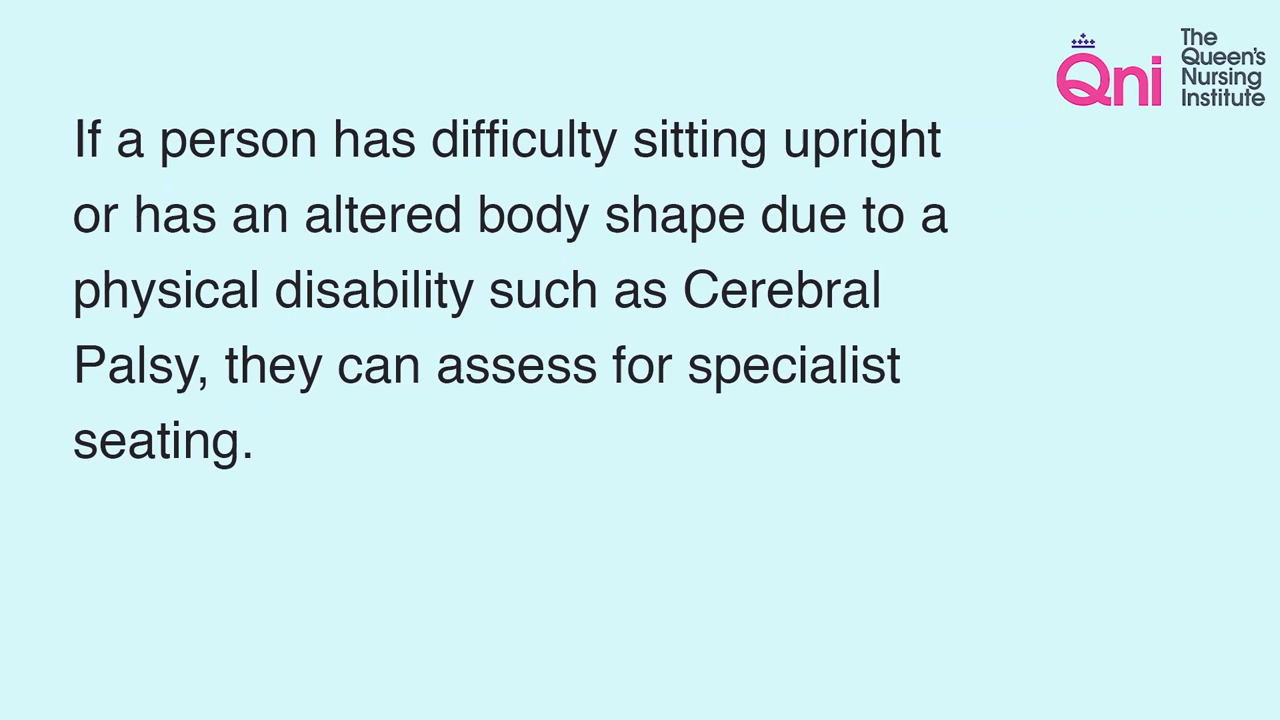 The
Queen's
Nursing
Institute
Qni
If a person has difficulty sitting upright
or has an altered body shape due to a
physical disability such as Cerebral
Palsy, they can assess for specialist
seating.